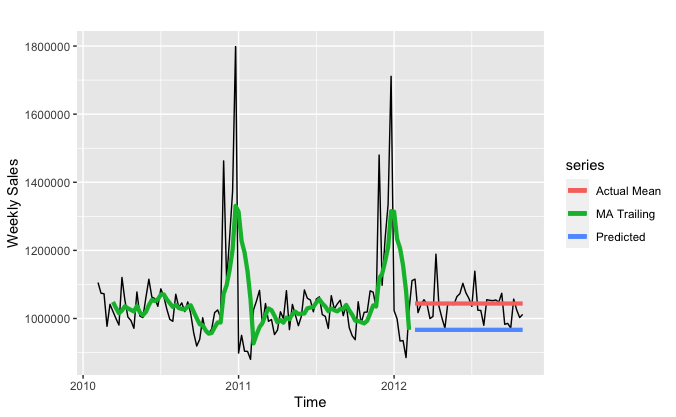 1800000
1600000
1400000
1200000
1000000
Weekly Sales
2010
2011
2012
Time
series
Actual Mean
MA Trailing
Predicted